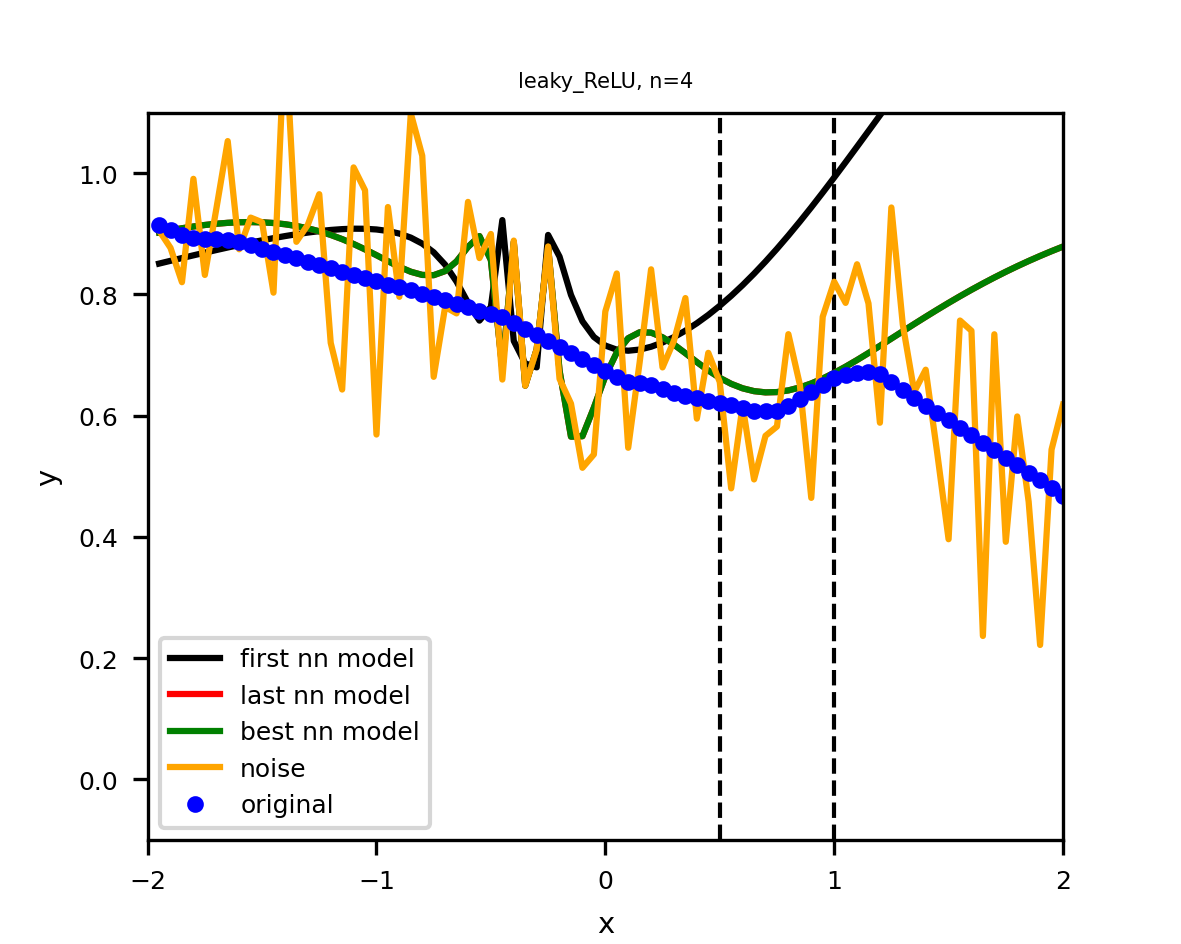 leaky_ReLU, n=4
1.0
0.8
0.6
0.4
0.2
0.0
y
first nn model
last nn model
best nn model
noise
original
−2
−1
0
1
2
x